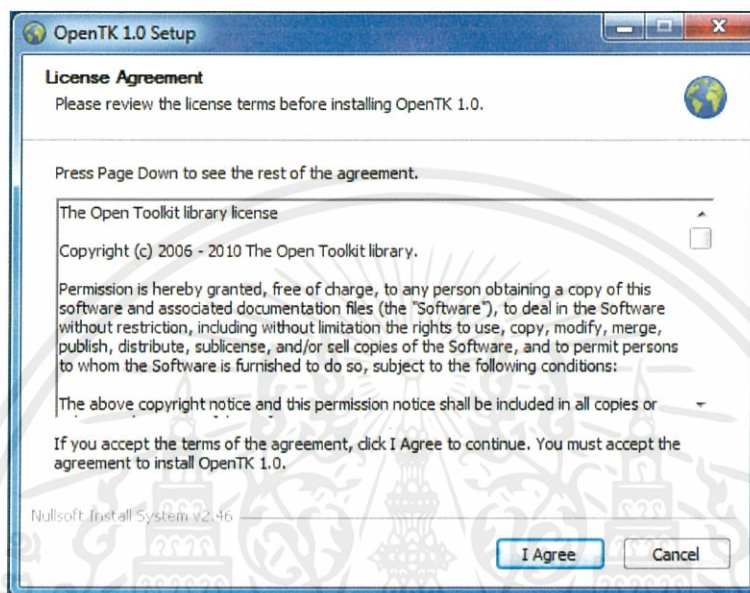 OpenTK 1.0 Setup
License Agreement
Please review the license terms before installing OpenTK 1.0.
Press Page Down to see the rest of the agreement.
The Open Toolkit library license
Copyright (c) 2006 - 2010 The Open Toolkit library.
Permission is hereby granted, free of charge, to any person obtaining a copy of this
software and associated documentation files (the "Software"), to deal in the Software
without restriction, including without limitation the rights to use, copy, modify, merge,
publish, distribute, sublicense, and/or sell copies of the Software, and to permit persons
to whom the Software is furnished to do so, subject to the following conditions:
The above copyright notice and this permission notice shall be included in all copies or
If you accept the terms of the agreement, click I Agree to continue. You must accept the
agreement to install OpenTK 1.0.
Nullsoft Install System v2.46
I Agree
Cancel